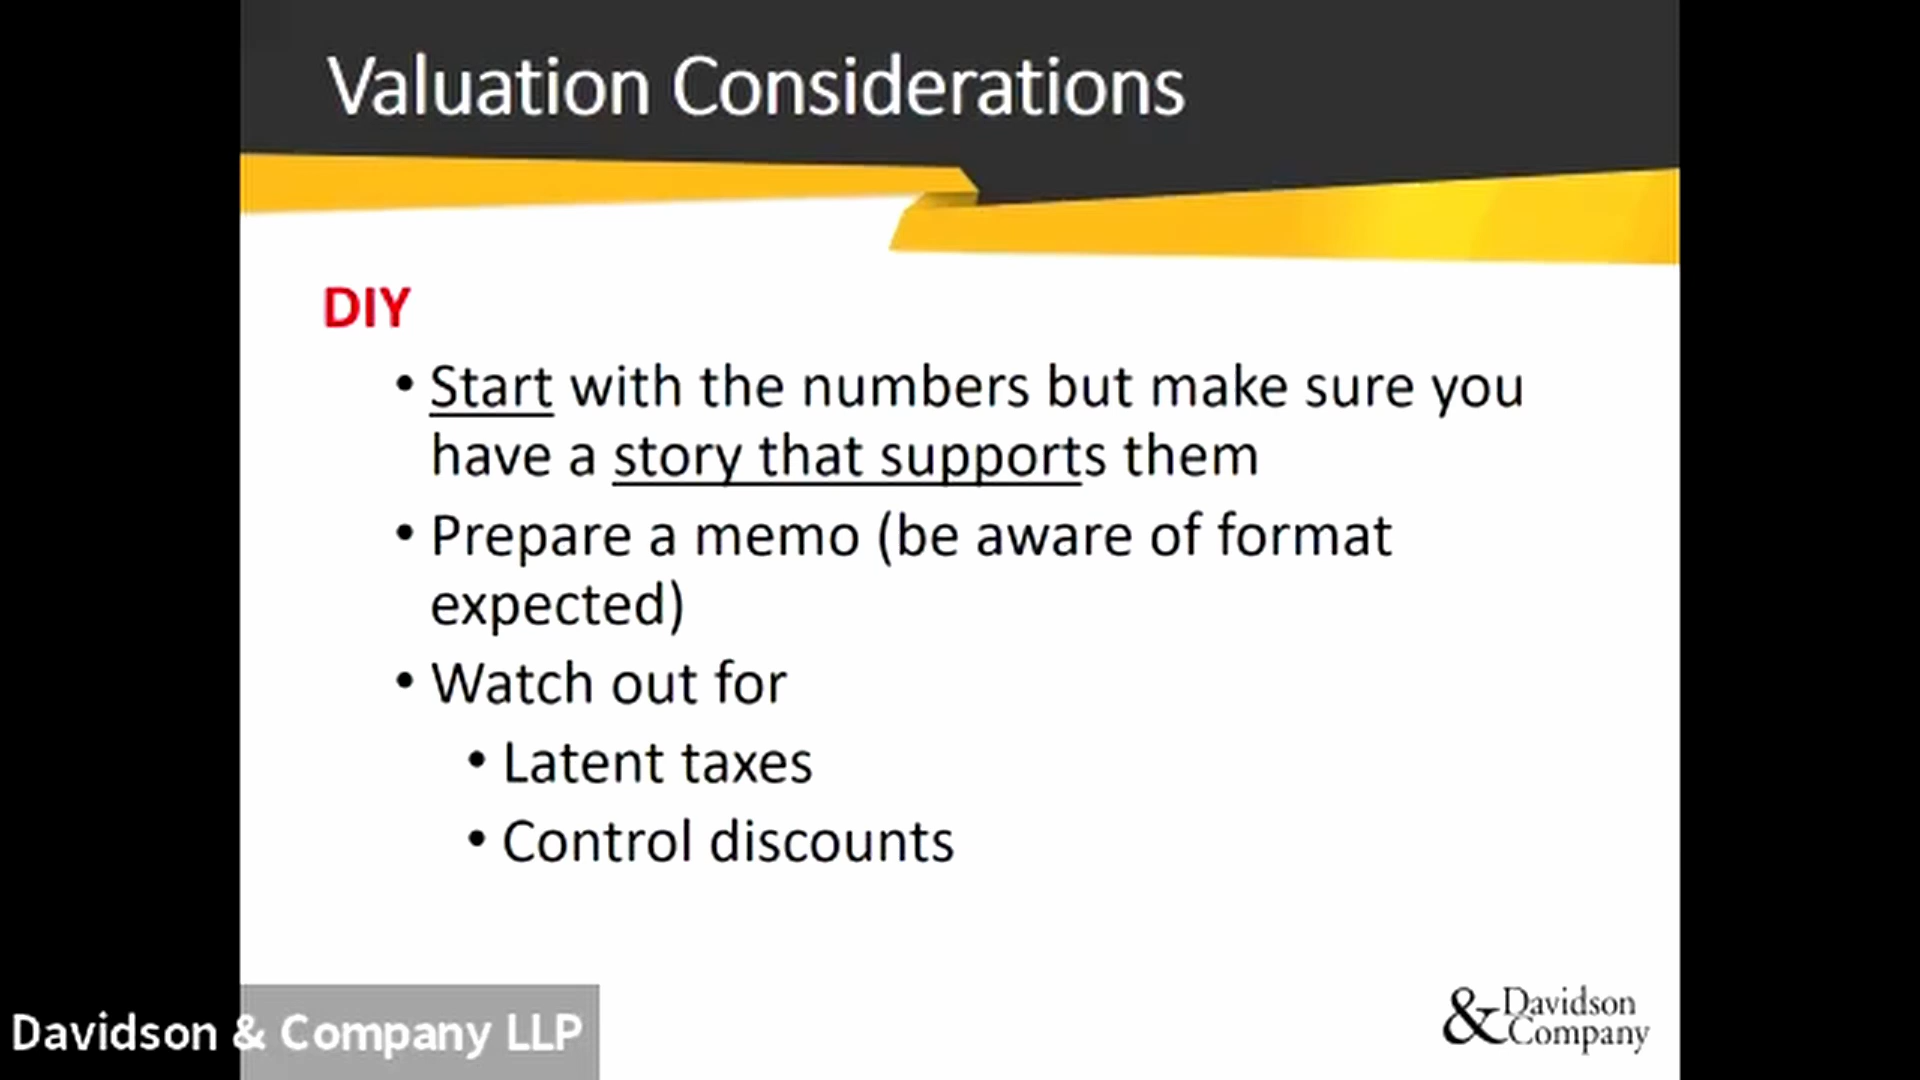 Valuation Considerations
DIY
• Start with the numbers but make sure you
have a story that supports them
• Prepare a memo (be aware of format
expected)
• Watch out for
• Latent taxes
• Control discounts
Davidson & Company LLP
& Davidson
Company